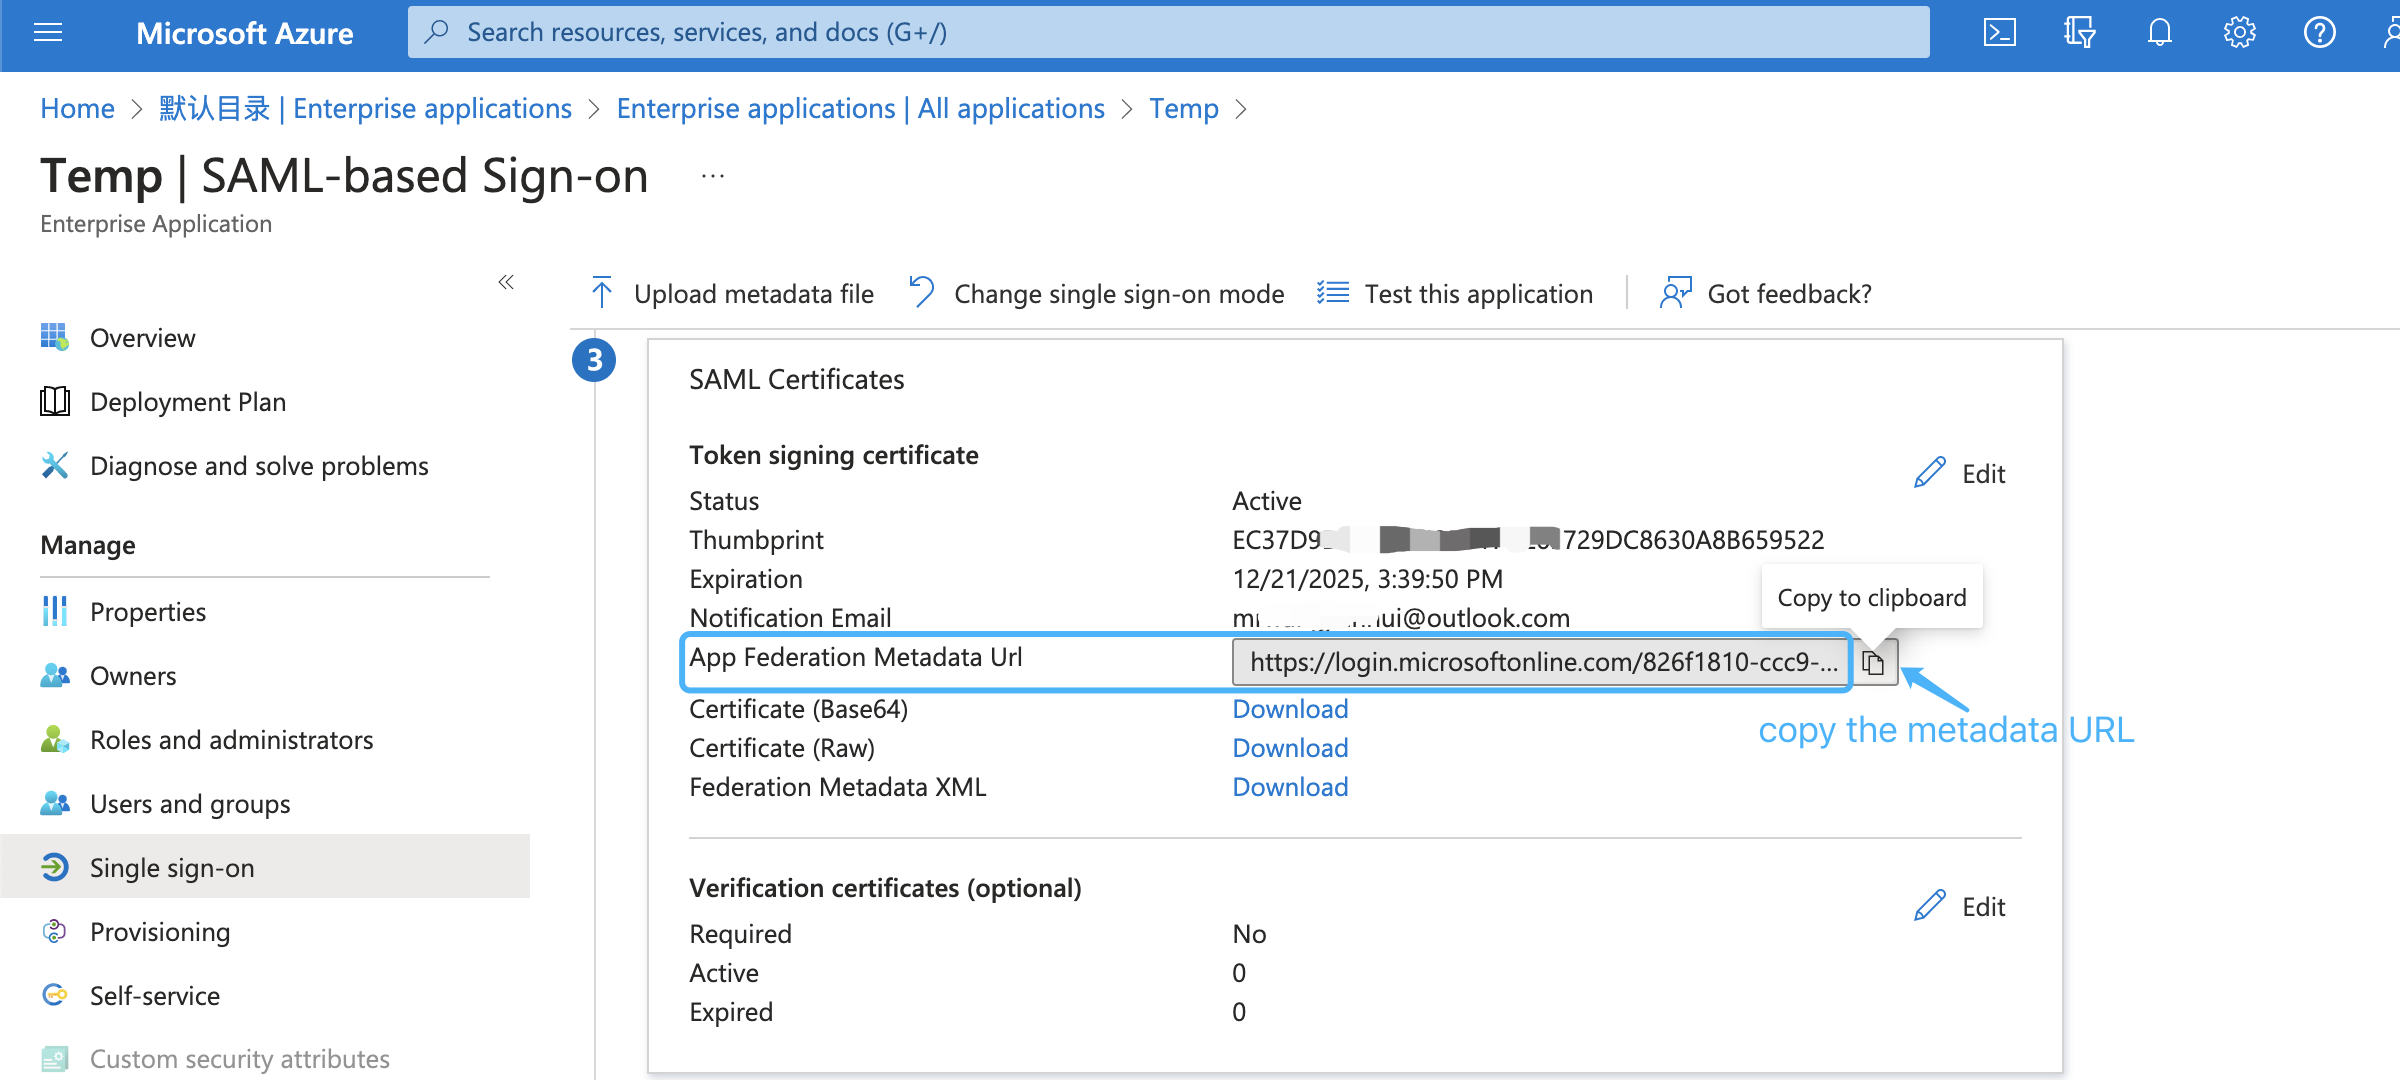 Microsoft Azure
Search resources, services, and docs (G+/)
Home > 默认目录 | Enterprise applications > Enterprise applications | All applications > Temp >
Temp | SAML-based Sign-on ...
Enterprise Application
«
Upload metadata file
Change single sign-on mode
Test this application
Got feedback?
Overview
Deployment Plan
Diagnose and solve problems
Manage
Properties
Owners
Roles and administrators
Users and groups
Single sign-on
Provisioning
Self-service
Custom security attributes
3
SAML Certificates
Token signing certificate
Edit
Status Active
Thumbprint EC37D9 729DC8630A8B659522
Expiration 12/21/2025, 3:39:50 PM
Copy to clipboard
Notification Email ui@outlook.com
App Federation Metadata Url https://login.microsoftonline.com/826f1810-ccc9-...
copy the metadata URL
Certificate (Base64) Download
Certificate (Raw) Download
Federation Metadata XML Download
Verification certificates (optional)
Edit
Required No
Active 0
Expired 0